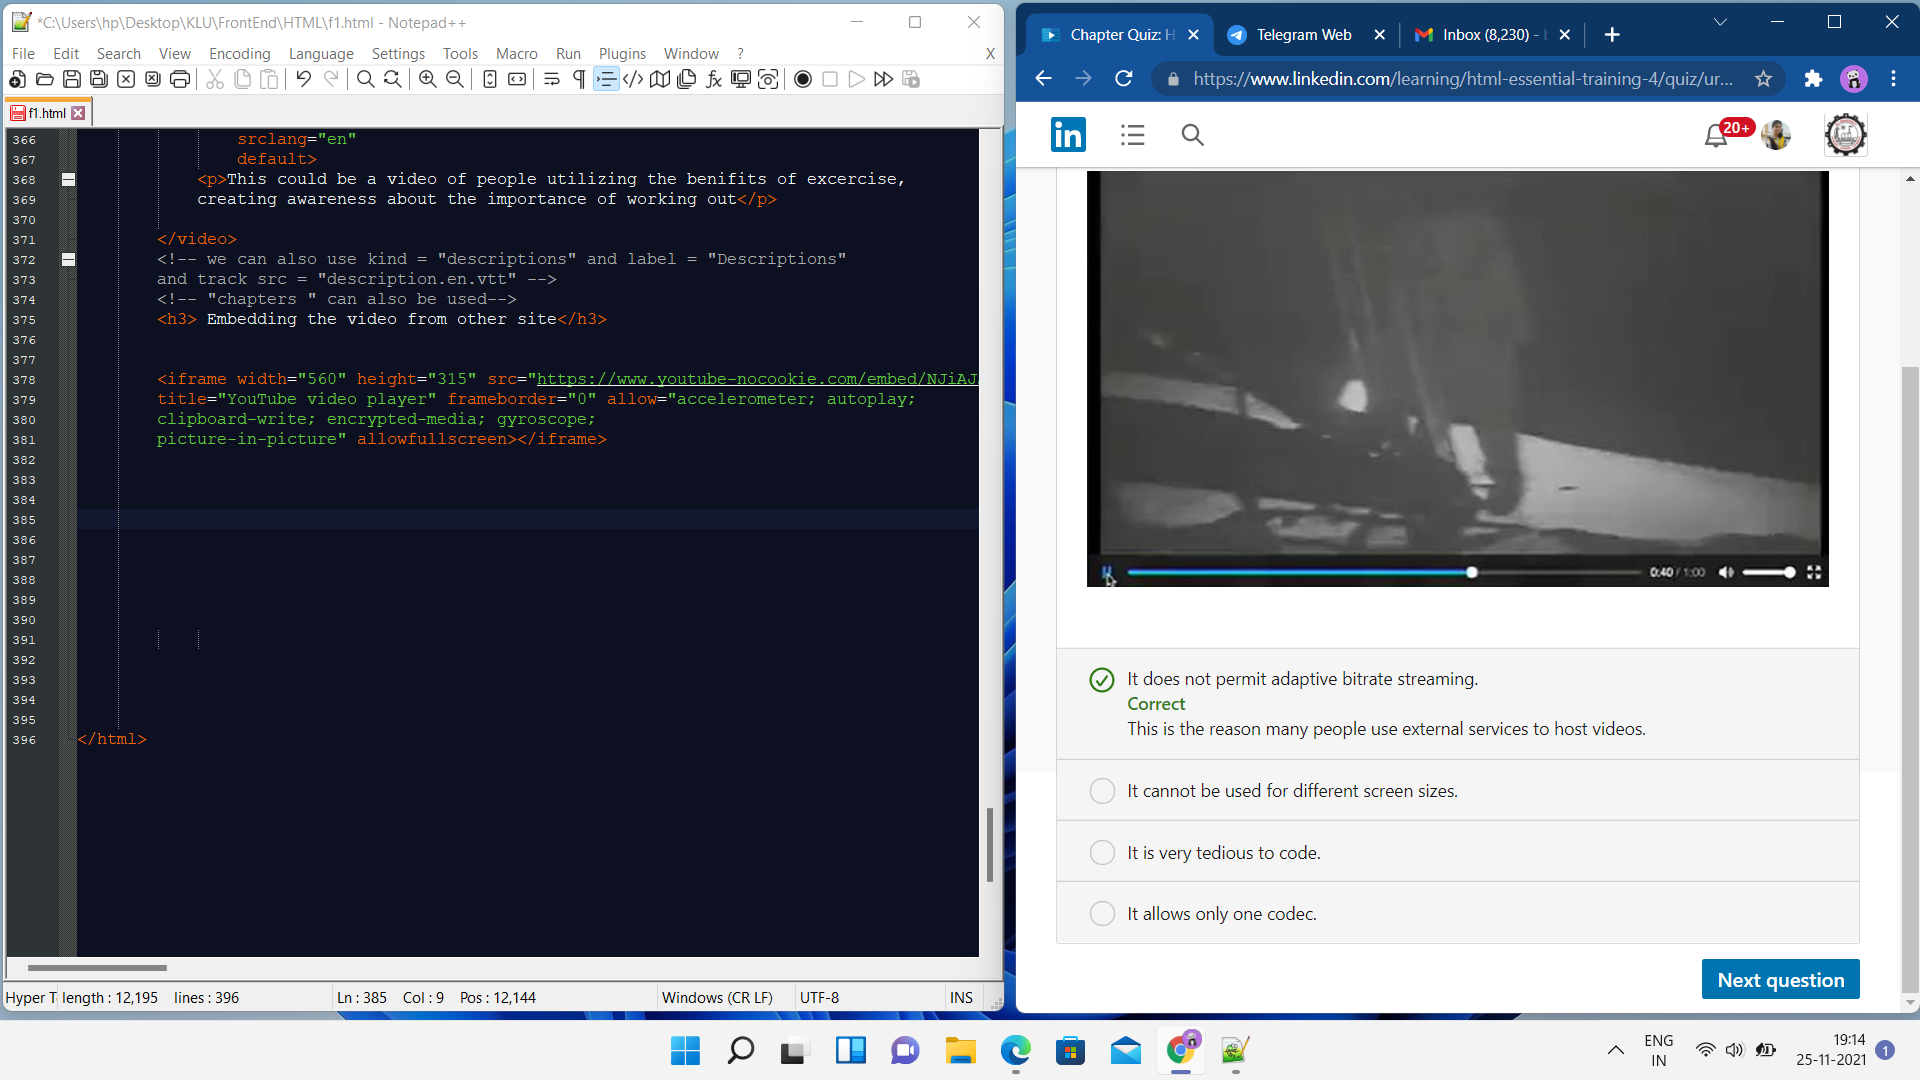 *C:\Users\hp\Desktop\KLU\FrontEnd\HTML\f1.html - Notepad++
File Edit Search View Encoding Language Settings Tools Macro Run Plugins Window ? X
f1.html
366 srclang="en"
367 default>
368 <p>This could be a video of people utilizing the benifits of excercise,
369 creating awareness about the importance of working out</p>
370
371 </video>
372 <!-- we can also use kind = "descriptions" and label = "Descriptions"
373 and track src = "description.en.vtt" -->
374 <!-- "chapters " can also be used-->
375 <h3> Embedding the video from other site</h3>
376
377
378 <iframe width="560" height="315" src="https://www.youtube-nocookie.com/embed/NJiAJ
379 title="YouTube video player" frameborder="0" allow="accelerometer; autoplay;
380 clipboard-write; encrypted-media; gyroscope;
381 picture-in-picture" allowfullscreen></iframe>
382
383
384
385
386
387
388
389
390
391
392
393
394
395
396 </html>
Hyper T length : 12,195 lines : 396 Ln : 385 Col : 9 Pos : 12,144 Windows (CR LF) UTF-8 INS
Chapter Quiz: H Telegram Web Inbox (8,230) -
https://www.linkedin.com/learning/html-essential-training-4/quiz/ur...
in 20+
0:40 / 1:00
It does not permit adaptive bitrate streaming.
Correct
This is the reason many people use external services to host videos.
It cannot be used for different screen sizes.
It is very tedious to code.
It allows only one codec.
Next question
ENG
IN
19:14
25-11-2021
1